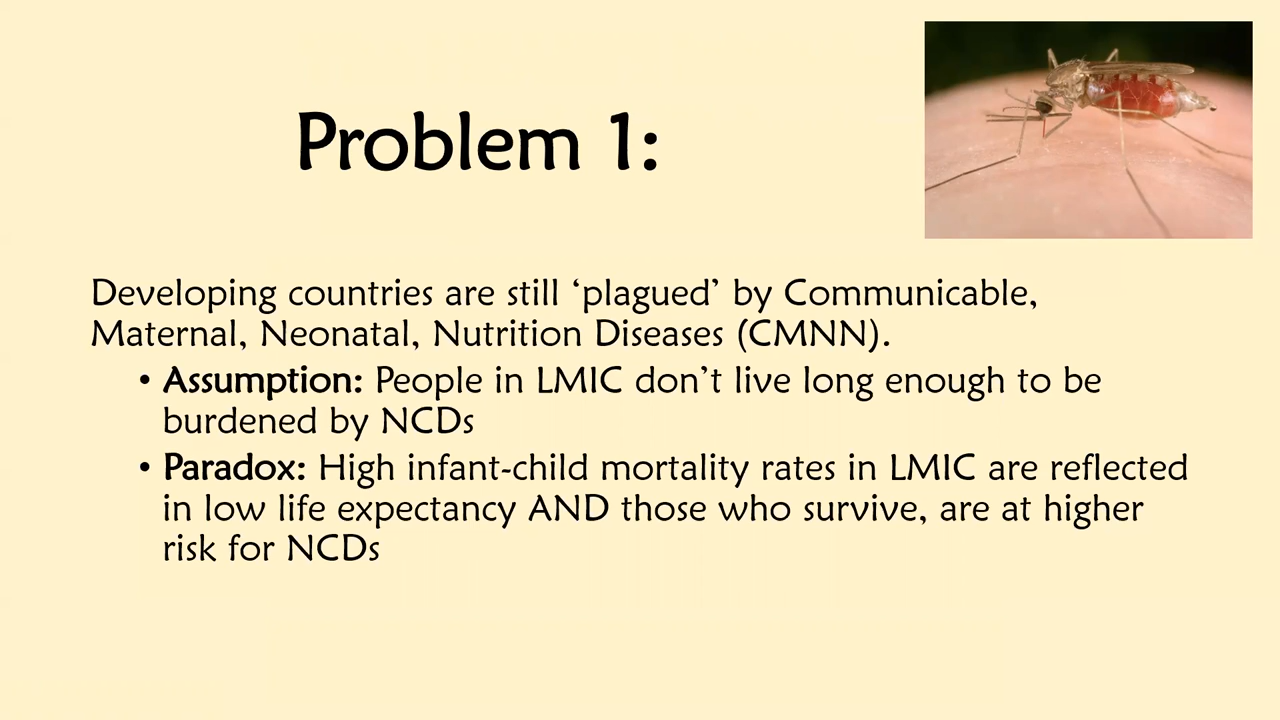 Problem 1:
Developing countries are still ‘plagued’ by Communicable,
Maternal, Neonatal, Nutrition Diseases (CMNN).
• Assumption: People in LMIC don’t live long enough to be
burdened by NCDs
• Paradox: High infant-child mortality rates in LMIC are reflected
in low life expectancy AND those who survive, are at higher
risk for NCDs